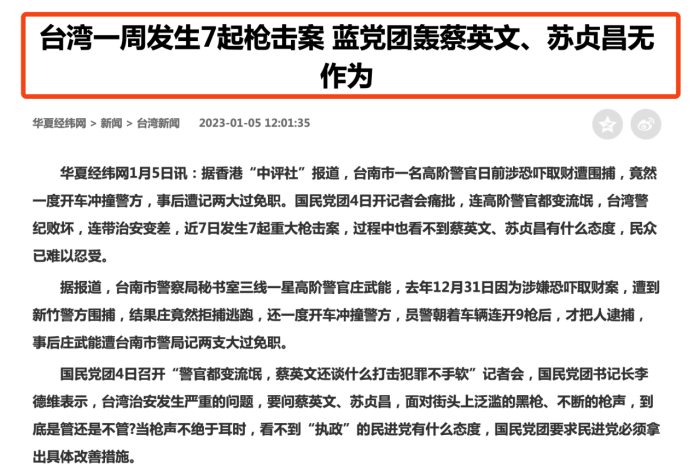 台湾一周发生7起枪击案 蓝党团轰蔡英文、苏贞昌无
作为
华夏经纬网 > 新闻 > 台湾新闻 2023-01-05 12:01:35
华夏经纬网1月5日讯：据香港“中评社”报道，台南市一名高阶警官日前涉恐吓取财遭围捕，竟然
一度开车冲撞警方，事后遭记两大过免职。国民党团4日开记者会痛批，连高阶警官都变流氓，台湾警
纪败坏，连带治安变差，近7日发生7起重大枪击案，过程中也看不到蔡英文、苏贞昌有什么态度，民众
已难以忍受。
据报道，台南市警察局秘书室三线一星高阶警官庄武能，去年12月31日因为涉嫌恐吓取财案，遭到
新竹警方围捕，结果庄竟然拒捕逃跑，还一度开车冲撞警方，员警朝着车辆连开9枪后，才把人逮捕，
事后庄武能遭台南市警局记两支大过免职。
国民党团4日召开“警官都变流氓，蔡英文还谈什么打击犯罪不手软”记者会，国民党团书记长李
德维表示，台湾治安发生严重的问题，要问蔡英文、苏贞昌，面对街头上泛滥的黑枪、不断的枪声，到
底是管还是不管?当枪声不绝于耳时，看不到“执政”的民进党有什么态度，国民党团要求民进党必须拿
出具体改善措施。